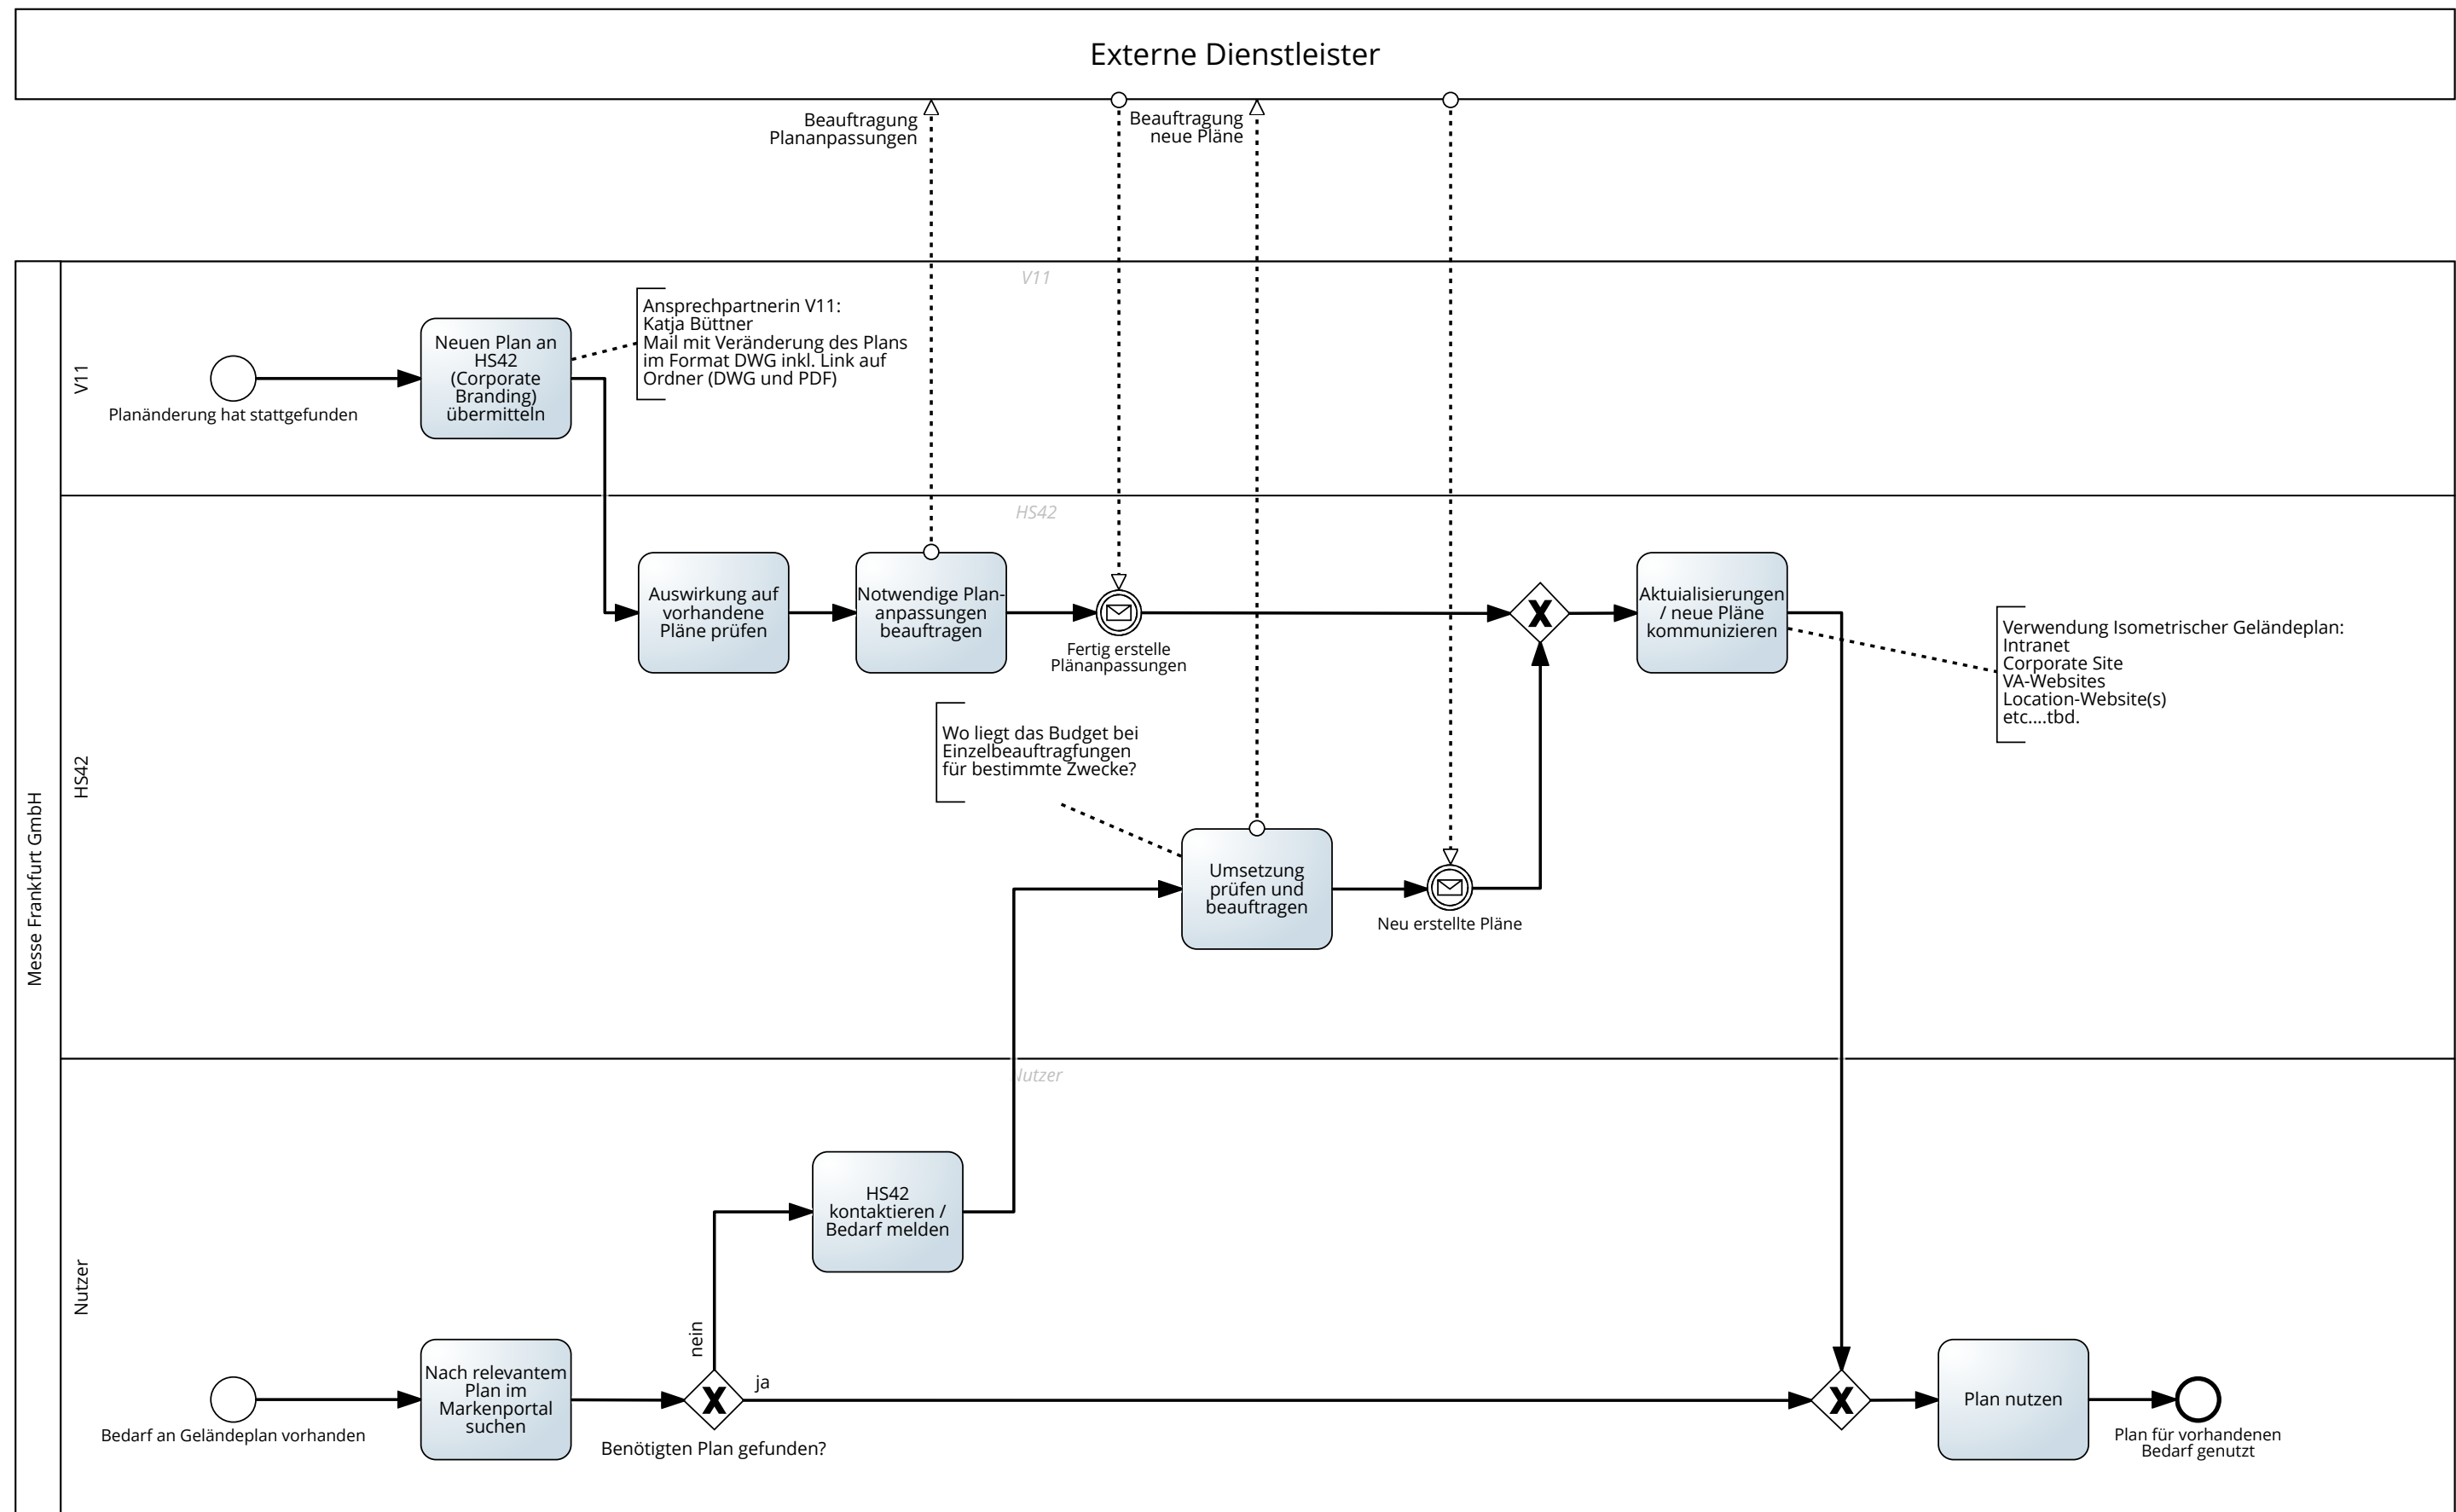 Externe Dienstleister
Beauftragung
Plananpassungen
Beauftragung
neue Pläne
Messe Frankfurt GmbH
V11
V11
Planänderung hat stattgefunden
Neuen Plan an
HS42
(Corporate
Branding)
übermitteln
Ansprechpartnerin V11:
Katja Büttner
Mail mit Veränderung des Plans
im Format DWG inkl. Link auf
Ordner (DWG und PDF)
HS42
HS42
Auswirkung auf
vorhandene
Pläne prüfen
Notwendige Plan-
anpassungen
beauftragen
Fertig erstelle
Plänanpassungen
Aktuialisierungen
/ neue Pläne
kommunizieren
Verwendung Isometrischer Geländeplan:
Intranet
Corporate Site
VA-Websites
Location-Website(s)
etc....tbd.
Wo liegt das Budget bei
Einzelbeauftragfungen
für bestimmte Zwecke?
Umsetzung
prüfen und
beauftragen
Neu erstellte Pläne
Nutzer
Nutzer
HS42
kontaktieren /
Bedarf melden
Bedarf an Geländeplan vorhanden
Nach relevantem
Plan im
Markenportal
suchen
nein
ja
Benötigten Plan gefunden?
Plan nutzen
Plan für vorhandenen
Bedarf genutzt